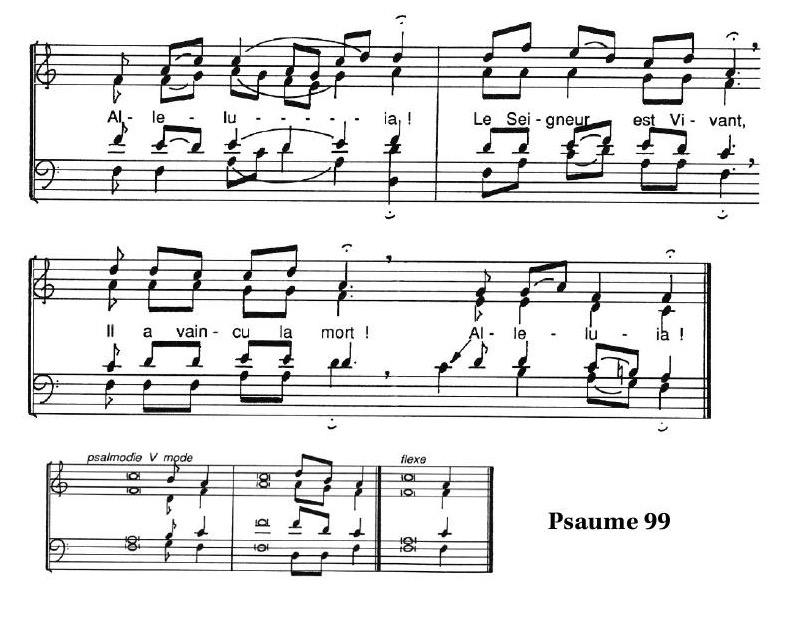 Al- le - lu - - - - - ia ! Le Sei - gneur est Vi - vant,
Il a vain - cu la mort ! Al - le - lu - ia !
psalmodie V mode flexe
Psaume 99